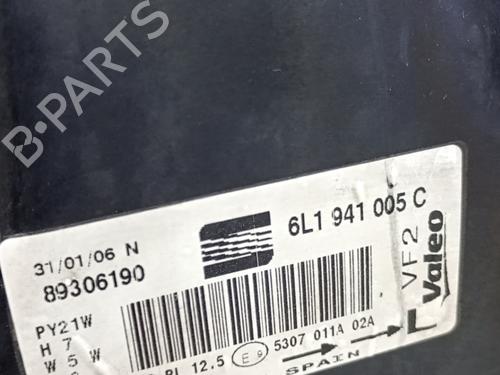 B-PARTS
31/01/06 N
89306190
6L1 941 005 C
VF2
Valeo
PY21W
H 7
W 5 W
PL 12.5
E9
5307 011A 02A
L
SPAIN